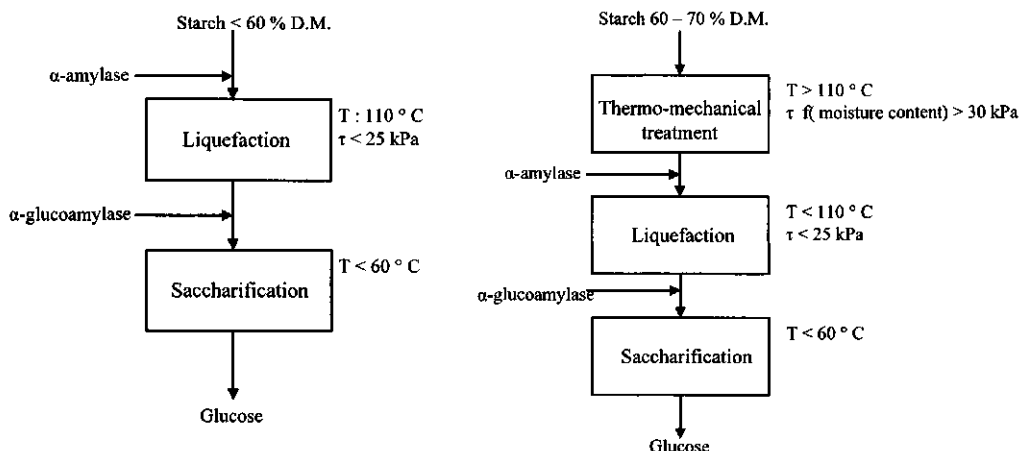 Starch < 60 % D.M.
α-amylase
T : 110 ° C
τ < 25 kPa
Liquefaction
α-glucoamylase
T < 60 ° C
Saccharification
Glucose
Starch 60 – 70 % D.M.
T > 110 ° C
τ f( moisture content) > 30 kPa
Thermo-mechanical
treatment
α-amylase
T < 110 ° C
τ < 25 kPa
Liquefaction
α-glucoamylase
T < 60 ° C
Saccharification
Glucose